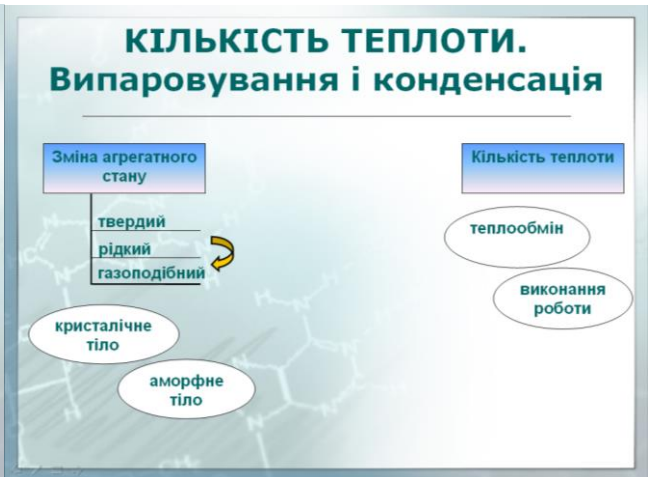 КІЛЬКІСТЬ ТЕПЛОТИ.
Випаровування і конденсація
Зміна агрегатного
стану
твердий
рідкий
газоподібний
кристалічне
тіло
аморфне
тіло
Кількість теплоти
теплообмін
виконання
роботи